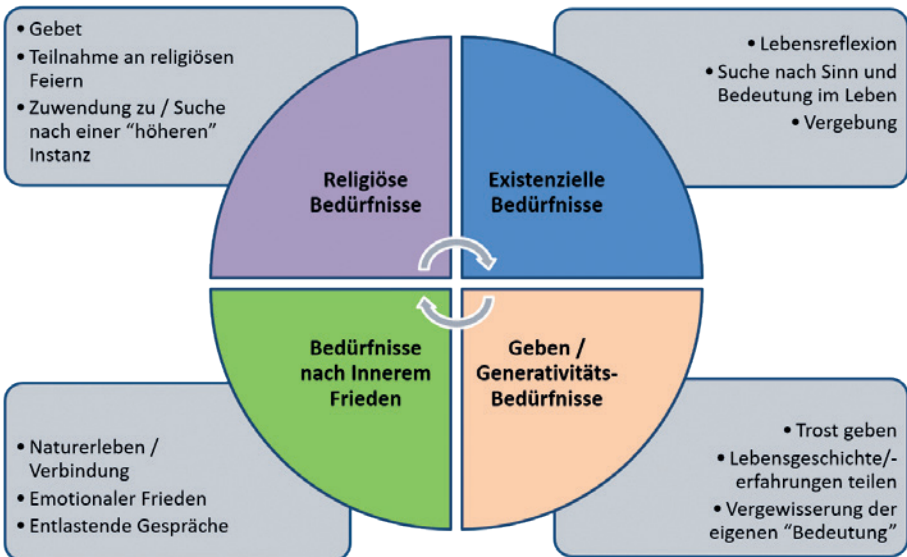 • Gebet
• Teilnahme an religiösen
Feiern
• Zuwendung zu / Suche
nach einer “höheren”
Instanz
• Lebensreflexion
• Suche nach Sinn und
Bedeutung im Leben
• Vergebung
Religiöse
Bedürfnisse
Existenzielle
Bedürfnisse
Bedürfnisse
nach Innerem
Frieden
Geben /
Generativitäts-
Bedürfnisse
• Naturerleben /
Verbindung
• Emotionaler Frieden
• Entlastende Gespräche
• Trost geben
• Lebensgeschichte/-
erfahrungen teilen
• Vergewisserung der
eigenen “Bedeutung”